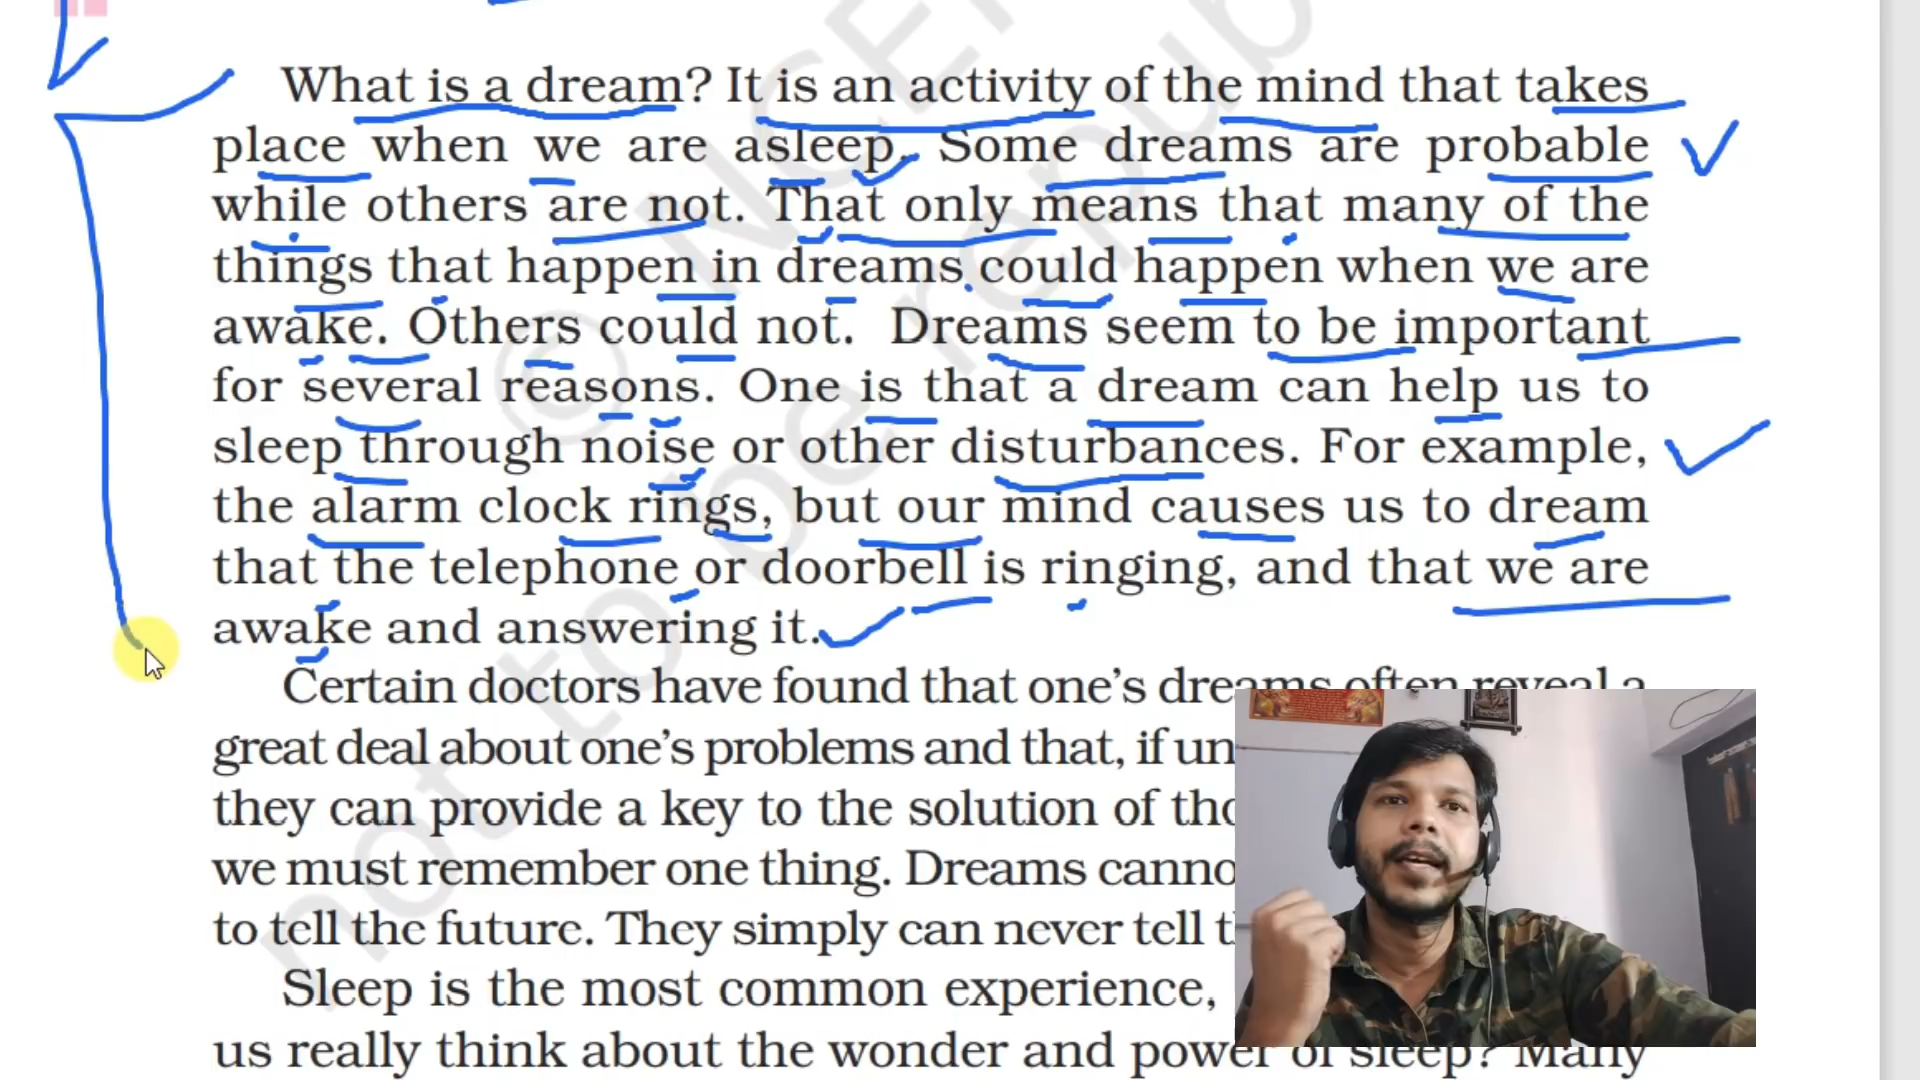 What is a dream? It is an activity of the mind that takes
place when we are asleep. Some dreams are probable
while others are not. That only means that many of the
things that happen in dreams could happen when we are
awake. Others could not. Dreams seem to be important
for several reasons. One is that a dream can help us to
sleep through noise or other disturbances. For example,
the alarm clock rings, but our mind causes us to dream
that the telephone or doorbell is ringing, and that we are
awake and answering it.
Certain doctors have found that one's dreams often reveal a
great deal about one's problems and that, if un
they can provide a key to the solution of tho
we must remember one thing. Dreams canno
to tell the future. They simply can never tell t
Sleep is the most common experience,
us really think about the wonder and power of sleep? Many
© NCE
not to be repub